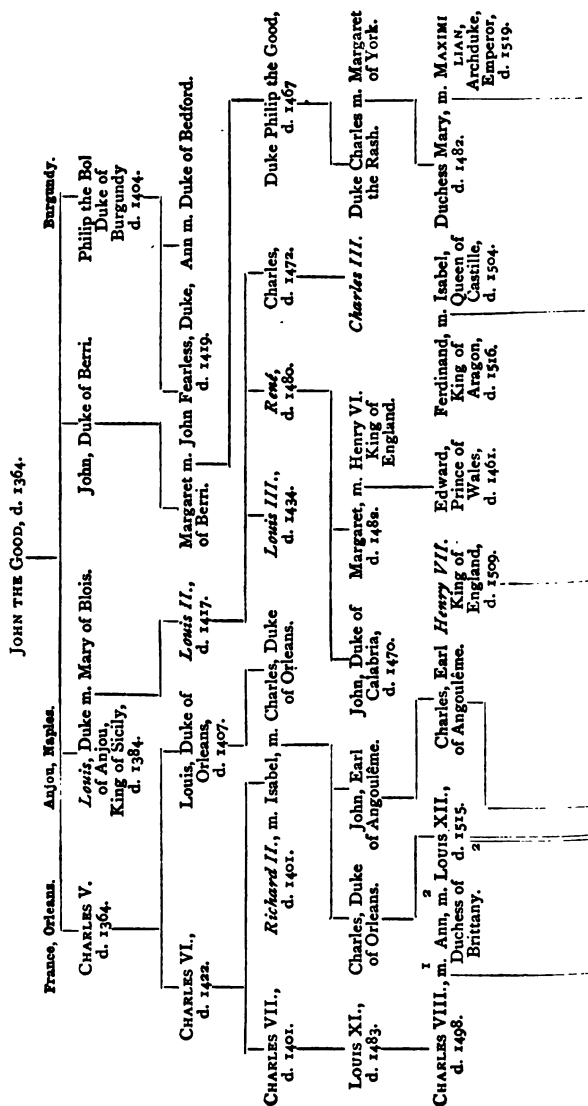 JOHN THE GOOD, d. 1364.
France, Orleans.
Anjou, Naples.
Burgundy.
CHARLES V.
d. 1364.
Louis, Duke m. Mary of Blois.
of Anjou,
King of Sicily,
d. 1384.
John, Duke of Berri.
Philip the Bol
Duke of
Burgundy
d. 1404.
CHARLES VI.,
d. 1422.
Louis, Duke of
Orleans,
d. 1407.
Louis II.,
d. 1417.
Margaret m. John Fearless, Duke,
of Berri. d. 1419.
Ann m. Duke of Bedford.
CHARLES VII.,
d. 1401.
Richard II., m. Isabel, m. Charles, Duke
d. 1401. of Orleans.
Louis III.,
d. 1434.
René,
d. 1480.
Charles,
d. 1472.
Duke Philip the Good,
d. 1467
LOUIS XI.,
d. 1483.
Charles, Duke
of Orleans.
John, Earl
of Angoulême.
John, Duke of
Calabria,
d. 1470.
Margaret, m. Henry VI.
d. 1482. King of
England.
Charles III.
Duke Charles m. Margaret
the Rash. of York.
1 2
CHARLES VIII., m. Ann, m. LOUIS XII.,
d. 1498. Duchess of d. 1515.
Brittany. 2
Charles, Earl
of Angoulême.
Henry VII.
King of
England,
d. 1509.
Edward,
Prince of
Wales,
d. 1461.
Ferdinand, m. Isabel,
King of Queen of
Aragon, Castille,
d. 1516. d. 1504.
Duchess Mary, m. MAXIMI
d. 1482. LIAN,
Archduke,
Emperor,
d. 1519.